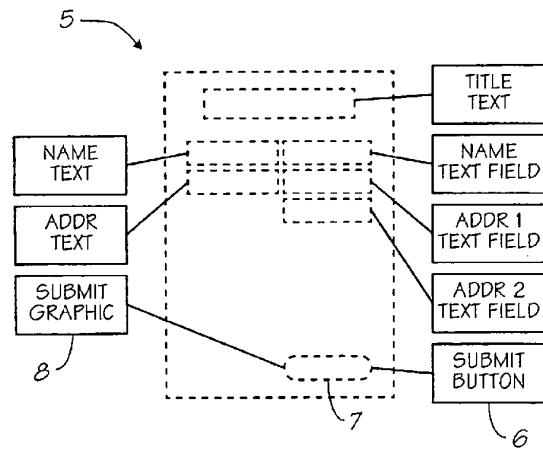 5
TITLE
TEXT
NAME
TEXT
NAME
TEXT FIELD
ADDR
TEXT
ADDR 1
TEXT FIELD
SUBMIT
GRAPHIC
ADDR 2
TEXT FIELD
8
7
SUBMIT
BUTTON
6